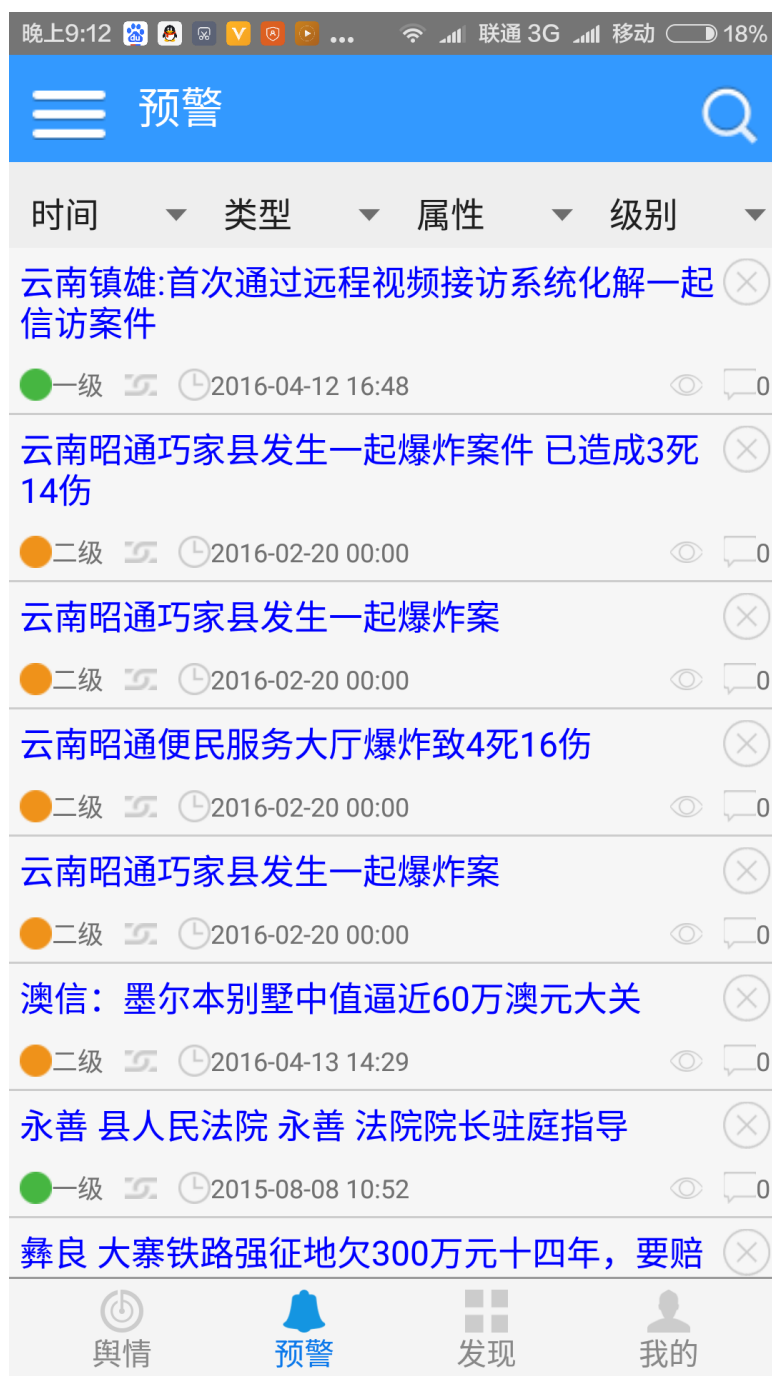 晚上9:12 ... 联通 3G 移动 18%
预警
时间 类型 属性 级别
云南镇雄:首次通过远程视频接访系统化解一起
信访案件
一级 2016-04-12 16:48 0
云南昭通巧家县发生一起爆炸案件 已造成3死
14伤
二级 2016-02-20 00:00 0
云南昭通巧家县发生一起爆炸案
二级 2016-02-20 00:00 0
云南昭通便民服务大厅爆炸致4死16伤
二级 2016-02-20 00:00 0
云南昭通巧家县发生一起爆炸案
二级 2016-02-20 00:00 0
澳信：墨尔本别墅中值逼近60万澳元大关
二级 2016-04-13 14:29 0
永善 县人民法院 永善 法院院长驻庭指导
一级 2015-08-08 10:52 0
彝良 大寨铁路强征地欠300万元十四年，要赔
舆情 预警 发现 我的